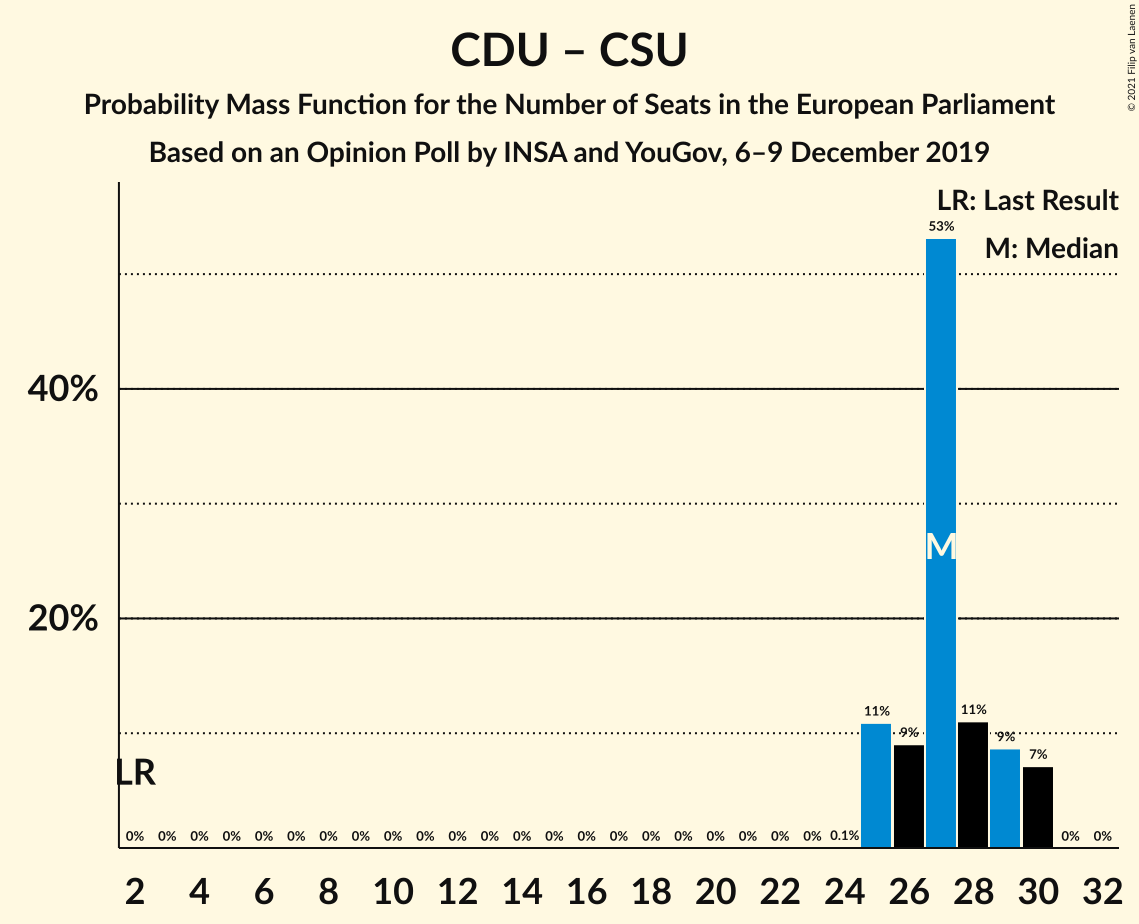 CDU – CSU
Probability Mass Function for the Number of Seats in the European Parliament
Based on an Opinion Poll by INSA and YouGov, 6–9 December 2019
© 2021 Filip van Laenen
LR: Last Result
M: Median
53%
40%
M
20%
11% 9% 11% 9% 7%
LR
0% 0% 0% 0% 0% 0% 0% 0% 0% 0% 0% 0% 0% 0% 0% 0% 0% 0% 0% 0% 0% 0% 0.1% 0% 0%
2 4 6 8 10 12 14 16 18 20 22 24 26 28 30 32